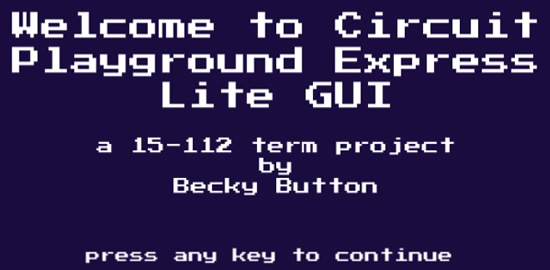 Welcome to Circuit
Playground Express
Lite GUI
a 15-112 term project
by
Becky Button
press any key to continue